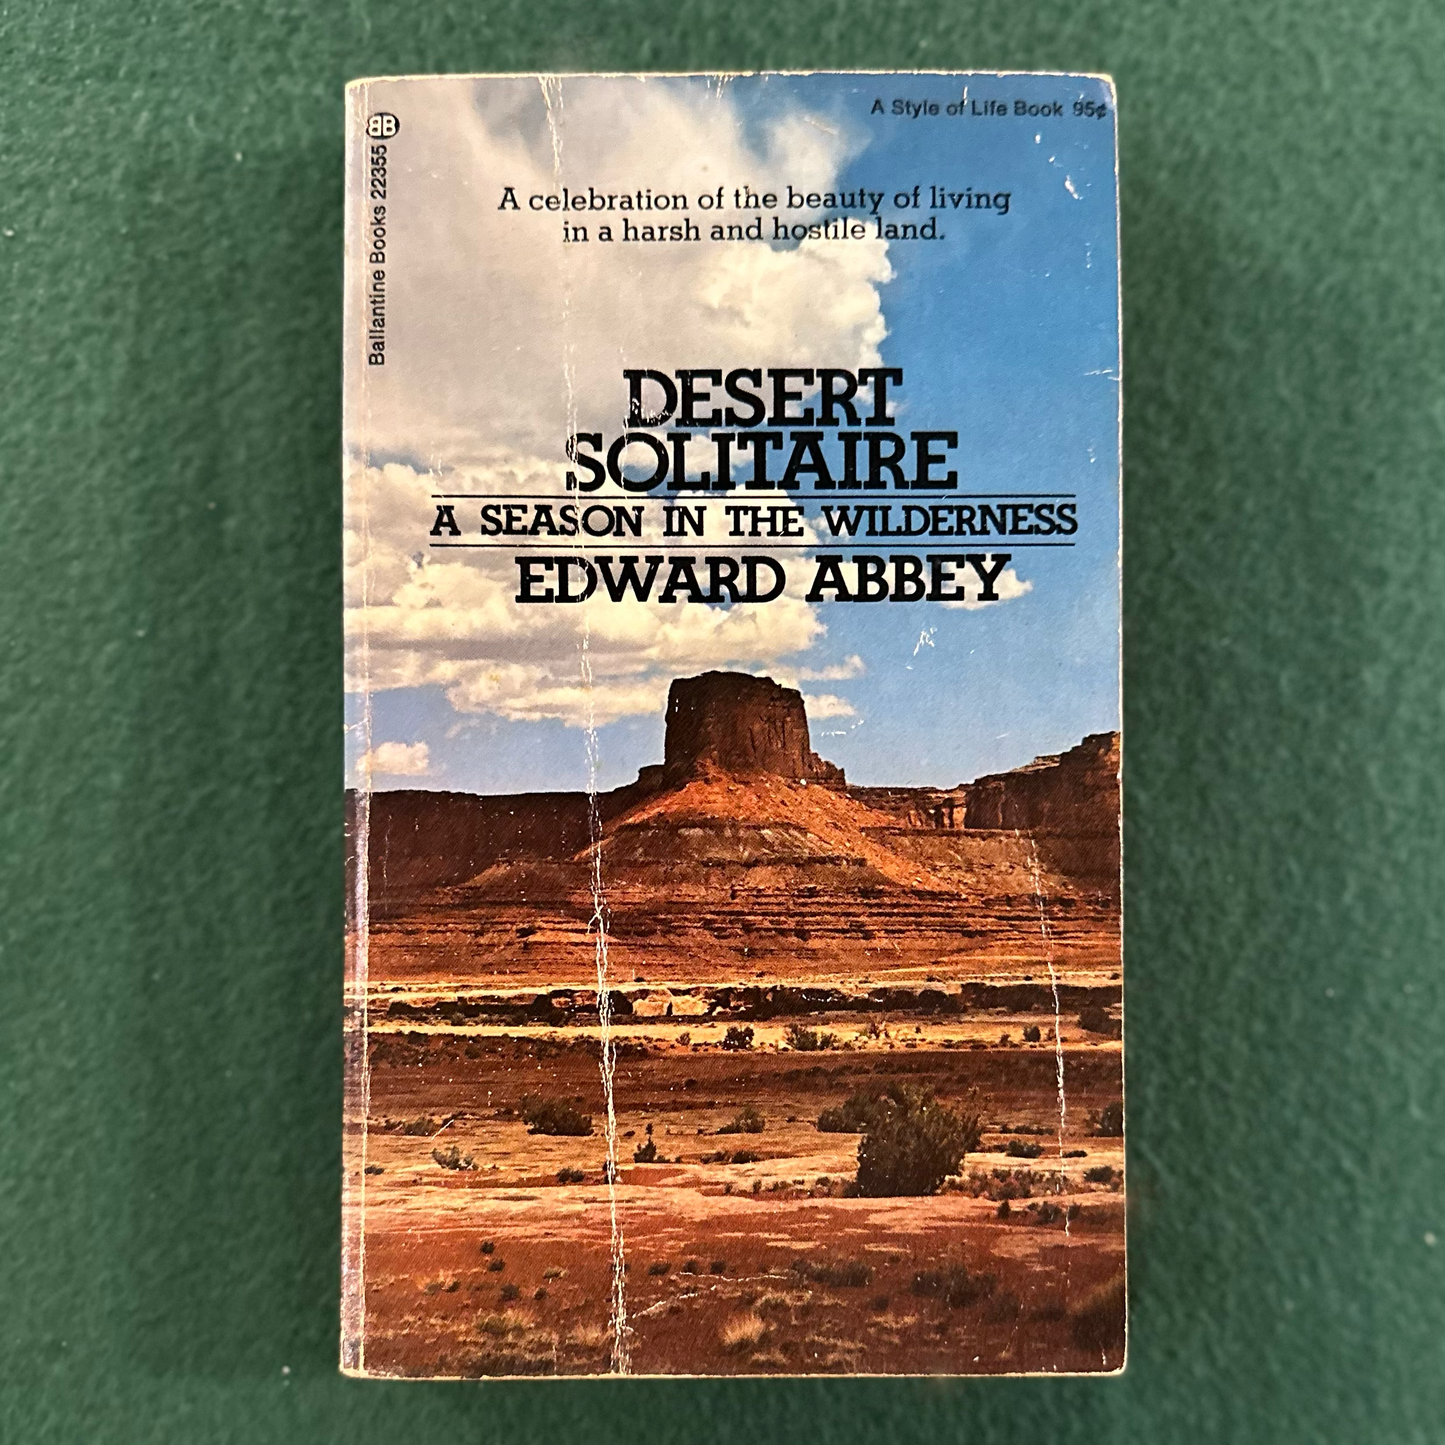 BB
Ballantine Books 22355
A Style of Life Book 95¢
A celebration of the beauty of living
in a harsh and hostile land.
DESERT
SOLITAIRE
A SEASON IN THE WILDERNESS
EDWARD ABBEY